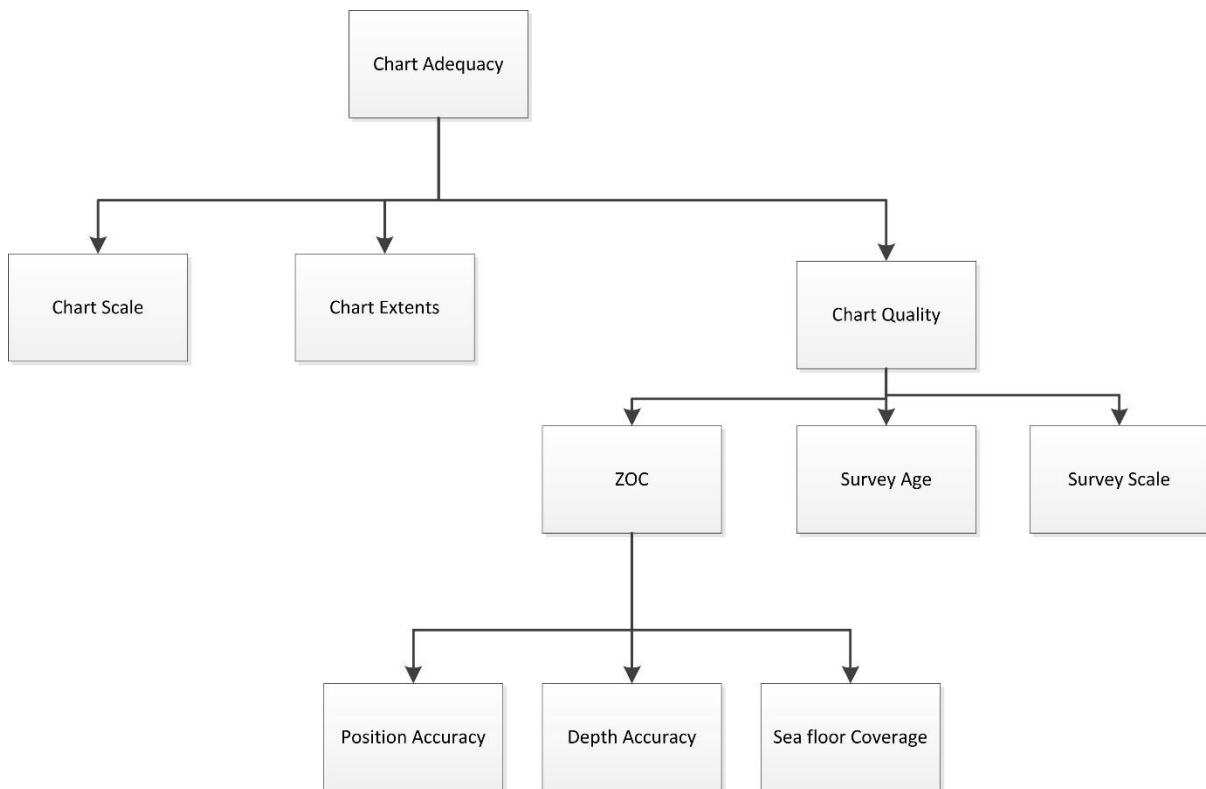 Chart Adequacy
Chart Scale
Chart Extents
Chart Quality
ZOC
Survey Age
Survey Scale
Position Accuracy
Depth Accuracy
Sea floor Coverage